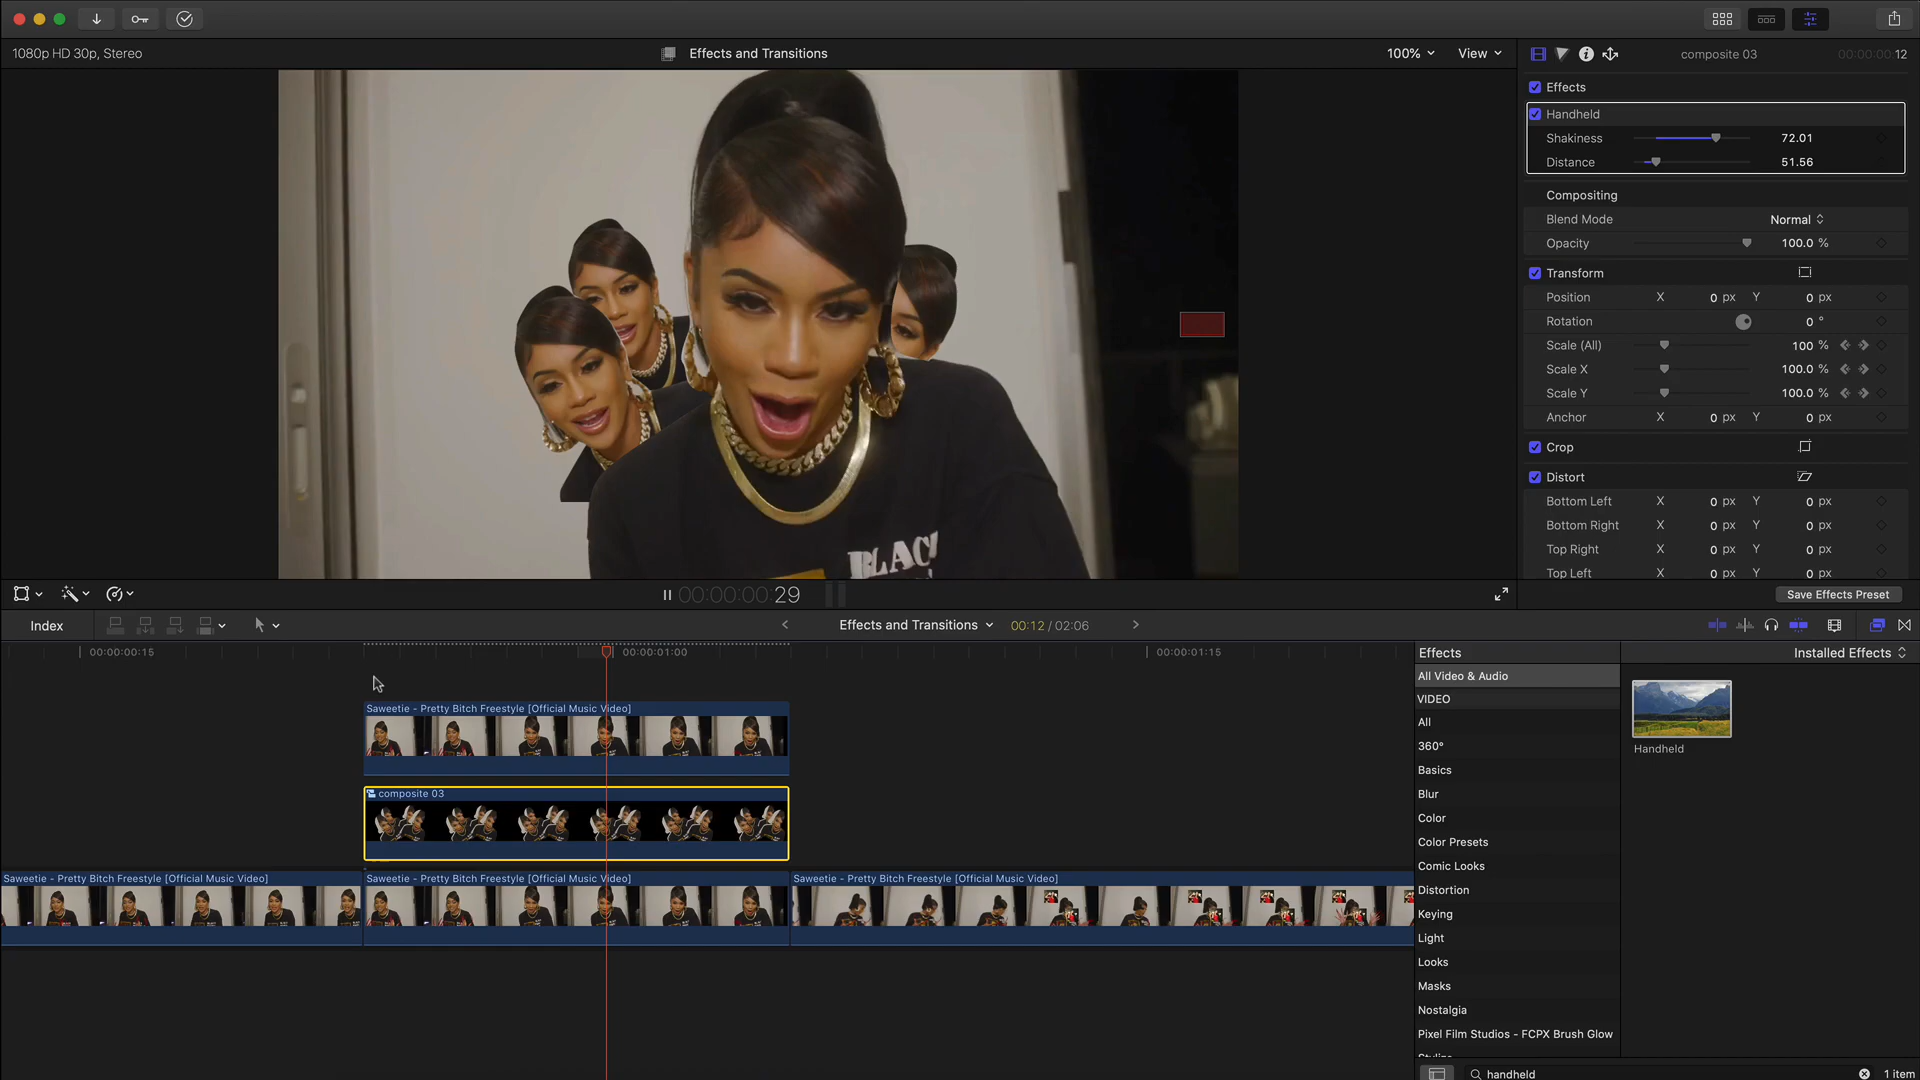 1080p HD 30p, Stereo
Effects and Transitions
100%
View
composite 03
00:00:00:12
Effects
Handheld
Shakiness
72.01
Distance
51.56
Compositing
Blend Mode
Normal
Opacity
100.0 %
Transform
Position X 0 px Y 0 px
Rotation 0 °
Scale (All) 100 %
Scale X 100.0 %
Scale Y 100.0 %
Anchor X 0 px Y 0 px
Crop
Distort
Bottom Left X 0 px Y 0 px
Bottom Right X 0 px Y 0 px
Top Right X 0 px Y 0 px
Top Left X 0 px Y 0 px
BLACK
00:00:00:29
Save Effects Preset
Index
Effects and Transitions
00:12 / 02:06
00:00:00:15
00:00:01:00
00:00:01:15
Saweetie - Pretty Bitch Freestyle [Official Music Video]
composite 03
Saweetie - Pretty Bitch Freestyle [Official Music Video]
Saweetie - Pretty Bitch Freestyle [Official Music Video]
Saweetie - Pretty Bitch Freestyle [Official Music Video]
Effects
Installed Effects
All Video & Audio
VIDEO
All
360°
Basics
Blur
Color
Color Presets
Comic Looks
Distortion
Keying
Light
Looks
Masks
Nostalgia
Pixel Film Studios - FCPX Brush Glow
Handheld
handheld
1 item